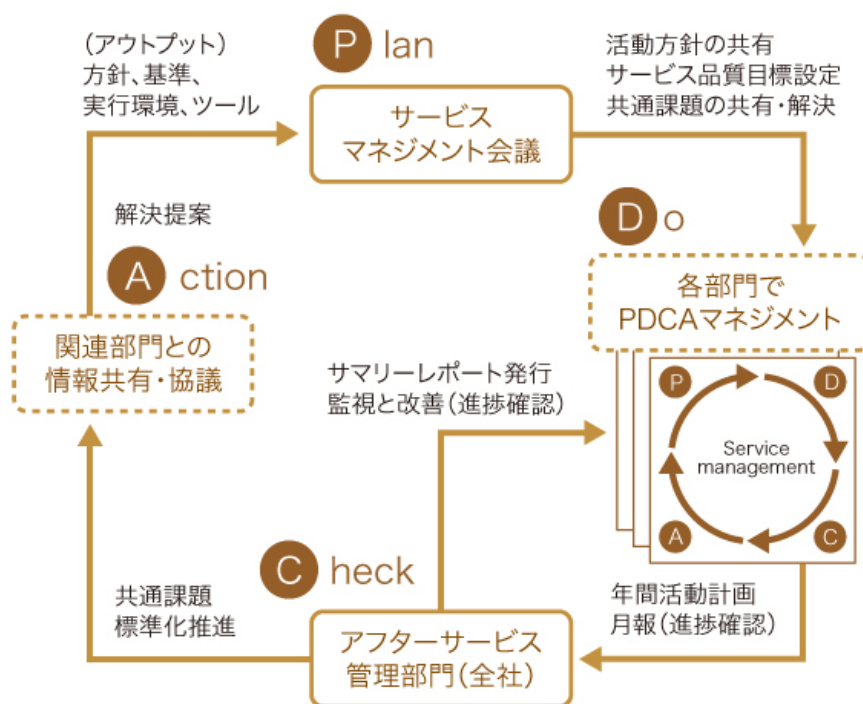 (アウトプット)
方針、基準、
実行環境、ツール
Plan
サービス
マネジメント会議
活動方針の共有
サービス品質目標設定
共通課題の共有・解決
解決提案
Do
各部門で
PDCAマネジメント
Action
関連部門との
情報共有・協議
サマリーレポート発行
監視と改善(進捗確認)
P
D
Service
management
A
C
Check
共通課題
標準化推進
アフターサービス
管理部門(全社)
年間活動計画
月報(進捗確認)